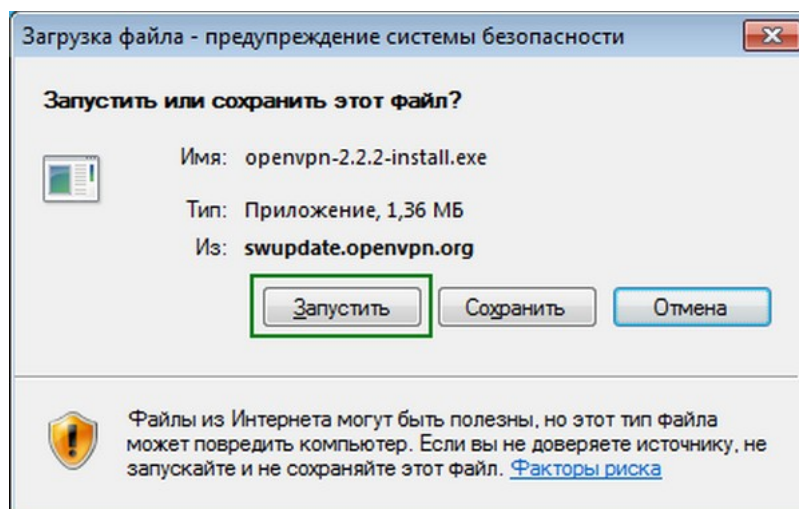 Загрузка файла - предупреждение системы безопасности
Запустить или сохранить этот файл?
Имя: openvpn-2.2.2-install.exe
Тип: Приложение, 1,36 МБ
Из: swupdate.openvpn.org
Запустить Сохранить Отмена
Файлы из Интернета могут быть полезны, но этот тип файла
может повредить компьютер. Если вы не доверяете источнику, не
запускайте и не сохраняйте этот файл. Факторы риска